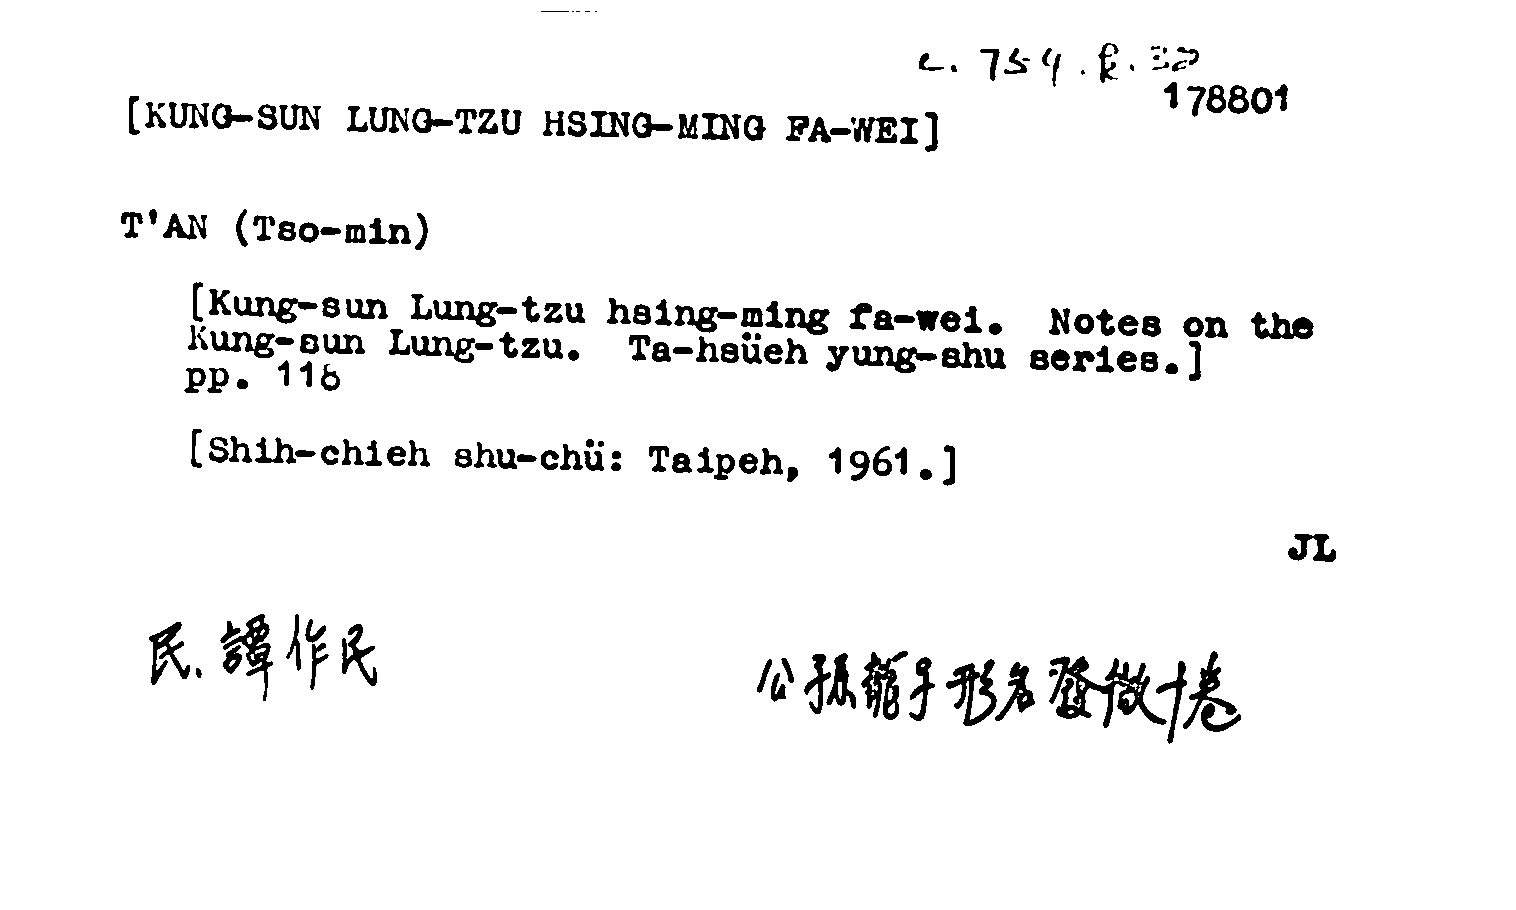 c. 754. k. 32
178801
[KUNG-SUN LUNG-TZU HSING-MING FA-WEI]
T'AN (Tso-min)
[Kung-sun Lung-tzu hsing-ming fa-wei. Notes on the
Kung-sun Lung-tzu. Ta-hsüeh yung-shu series.]
pp. 118
[Shih-chieh shu-chü: Taipeh, 1961.]
JL
民. 譚作民
公孫龍子形名發微十卷